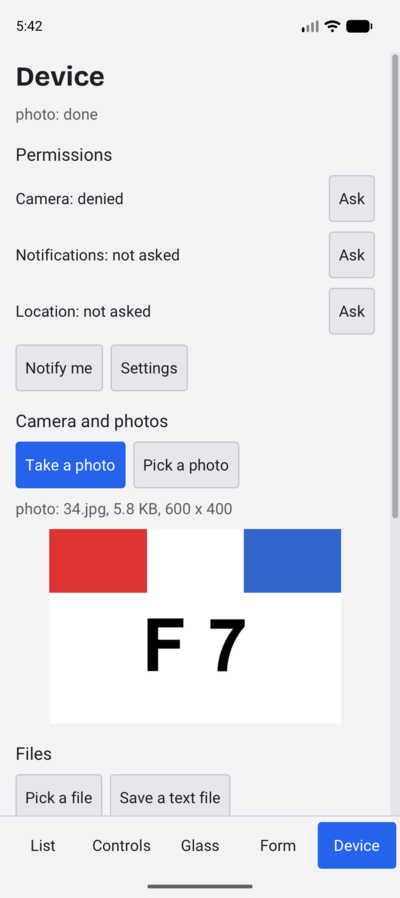 5:42
Device
photo: done
Permissions
Camera: denied
Ask
Notifications: not asked
Ask
Location: not asked
Ask
Notify me
Settings
Camera and photos
Take a photo
Pick a photo
photo: 34.jpg, 5.8 KB, 600 x 400
F 7
Files
Pick a file
Save a text file
List
Controls
Glass
Form
Device